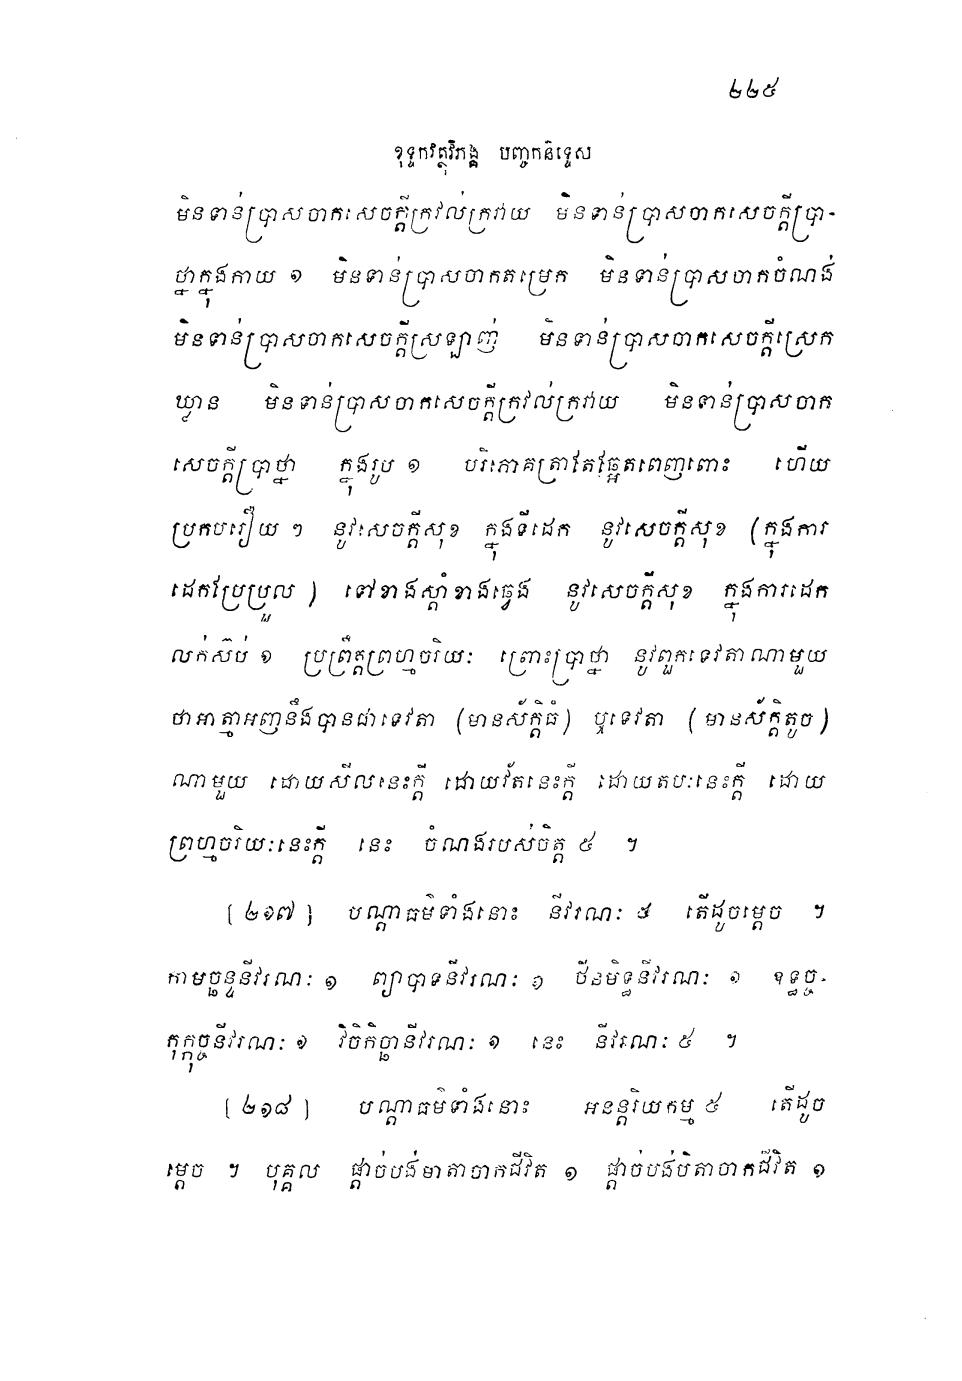 ២២៥
ខុទ្ទកវត្ថុវិភង្គ បញ្ចកនិទ្ទេស
មិនទាន់ប្រាសចាកសេចក្តីក្រវល់ក្រវាយ មិនទាន់ប្រាសចាកសេចក្តីប្រា-
ថ្នាក្នុងកាយ ១ មិនទាន់ប្រាសចាកតម្រេក មិនទាន់ប្រាសចាកចំណង់
មិនទាន់ប្រាសចាកសេចក្តីស្រឡាញ់ មិនទាន់ប្រាសចាកសេចក្តីស្រេក
ឃ្លាន មិនទាន់ប្រាសចាកសេចក្តីក្រវល់ក្រវាយ មិនទាន់ប្រាសចាក
សេចក្តីប្រាថ្នា ក្នុងរូប ១ បរិភោគត្រាតែឆ្អែតពេញពោះ ហើយ
ប្រកបរឿយ ៗ នូវសេចក្តីសុខ ក្នុងទីដេក នូវសេចក្តីសុខ (ក្នុងការ
ដេកប្រែប្រួល) ទៅខាងស្តាំខាងឆ្វេង នូវសេចក្តីសុខ ក្នុងការដេក
លក់ស៊ប់ ១ ប្រព្រឹត្តព្រហ្មចរិយៈ ព្រោះប្រាថ្នា នូវពួកទេវតាណាមួយ
ថាអាត្មាអញនឹងបានជាទេវតា (មានស័ក្តិធំ) ឬទេវតា (មានស័ក្តិតូច)
ណាមួយ ដោយសីលនេះក្តី ដោយវ័តនេះក្តី ដោយតបៈនេះក្តី ដោយ
ព្រហ្មចរិយៈនេះក្តី នេះ ចំណងរបស់ចិត្ត ៥ ។
[២១៧] បណ្តាធម៌ទាំងនោះ នីវរណៈ ៥ តើដូចម្តេច ។
កាមច្ឆន្ទនីវរណៈ ១ ព្យាបាទនីវរណៈ ១ ថីនមិទ្ធនីវរណៈ ១ ឧទ្ធច្ច-
កុក្កុច្ចនីវរណៈ ១ វិចិកិច្ឆានីវរណៈ ១ នេះ នីវរណៈ ៥ ។
[២១៨] បណ្តាធម៌ទាំងនោះ អនន្តរិយកម្ម ៥ តើដូច
ម្តេច ។ បុគ្គល ផ្តាច់បង់មាតាចាកជីវិត ១ ផ្តាច់បង់បិតាចាកជីវិត ១